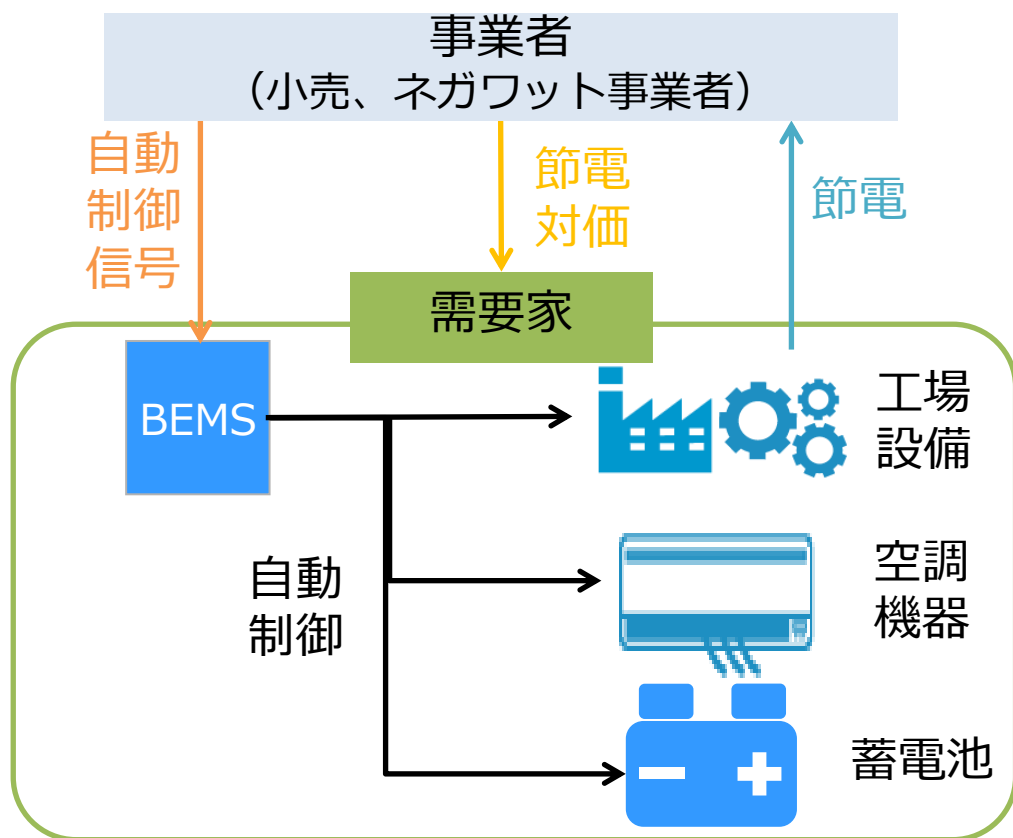 事業者
（小売、ネガワット事業者）
自動
制御
信号
節電
対価
節電
需要家
BEMS
工場
設備
自動
制御
空調
機器
蓄電池